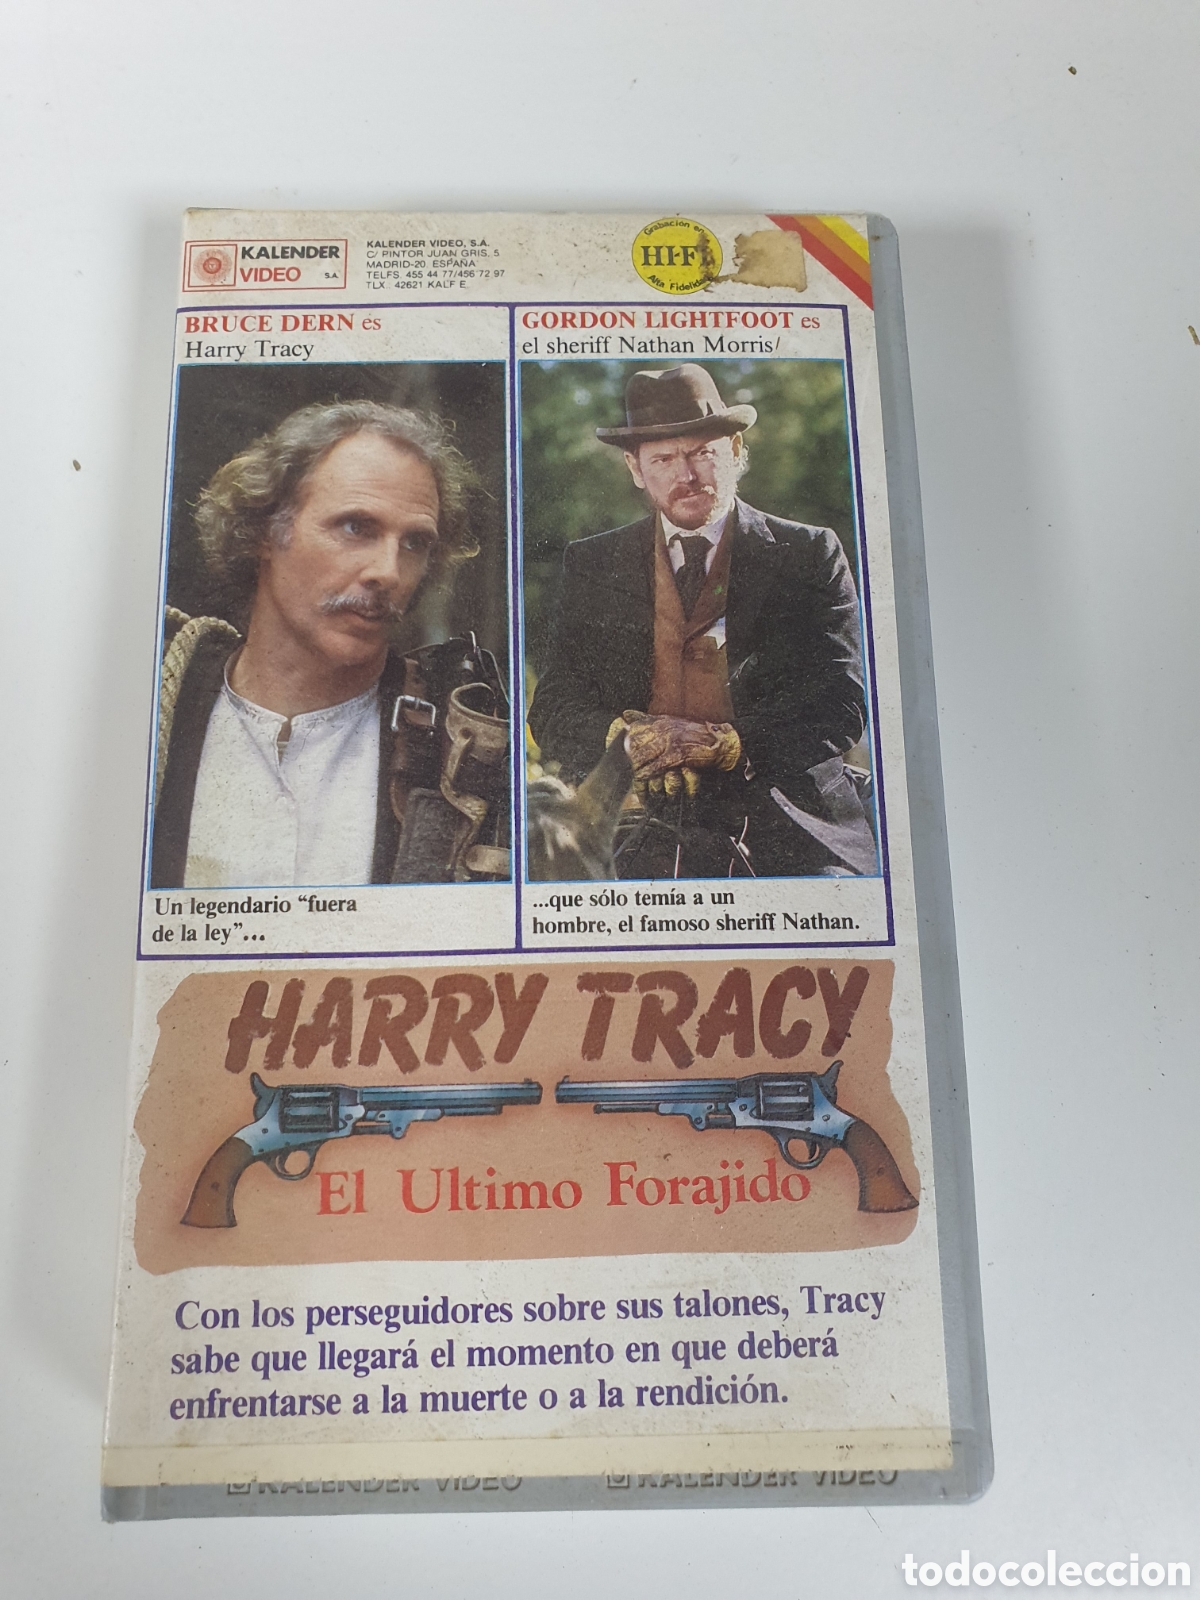 KALENDER
VIDEO S.A.
KALENDER VIDEO, S.A.
C/ PINTOR JUAN GRIS, 5
MADRID-20. ESPAÑA
TELFS. 455 44 77/456 72 97
TLX: 42621 KALF E
Grabación en
HI-FI
Alta Fidelidad
BRUCE DERN es
Harry Tracy
GORDON LIGHTFOOT es
el sheriff Nathan Morris/
Un legendario “fuera
de la ley”...
...que sólo temía a un
hombre, el famoso sheriff Nathan.
HARRY TRACY
El Ultimo Forajido
Con los perseguidores sobre sus talones, Tracy
sabe que llegará el momento en que deberá
enfrentarse a la muerte o a la rendición.
KALENDER VIDEO KALENDER VIDEO
todocoleccion